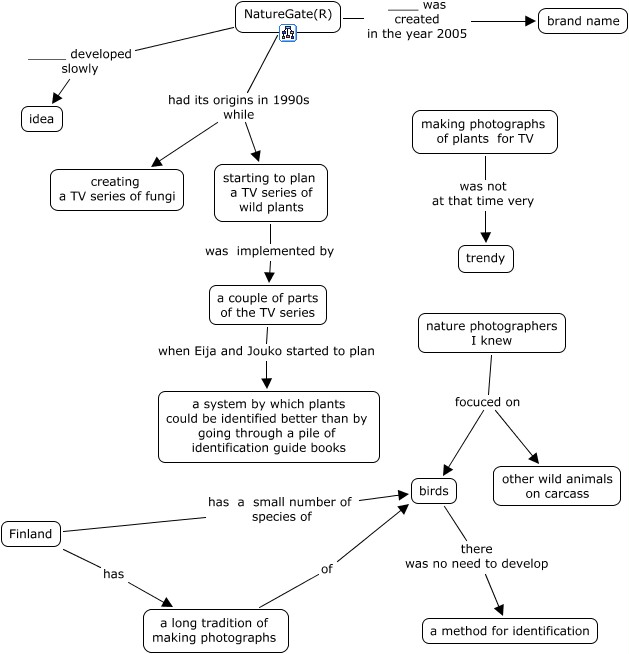 NatureGate(R)
____ was
created
in the year 2005
brand name
_____ developed
slowly
idea
had its origins in 1990s
while
creating
a TV series of fungi
starting to plan
a TV series of
wild plants
making photographs
of plants for TV
was not
at that time very
trendy
was implemented by
a couple of parts
of the TV series
when Eija and Jouko started to plan
a system by which plants
could be identified better than by
going through a pile of
identification guide books
nature photographers
I knew
focuced on
birds
other wild animals
on carcass
Finland
has a small number of
species of
has
of
a long tradition of
making photographs
there
was no need to develop
a method for identification